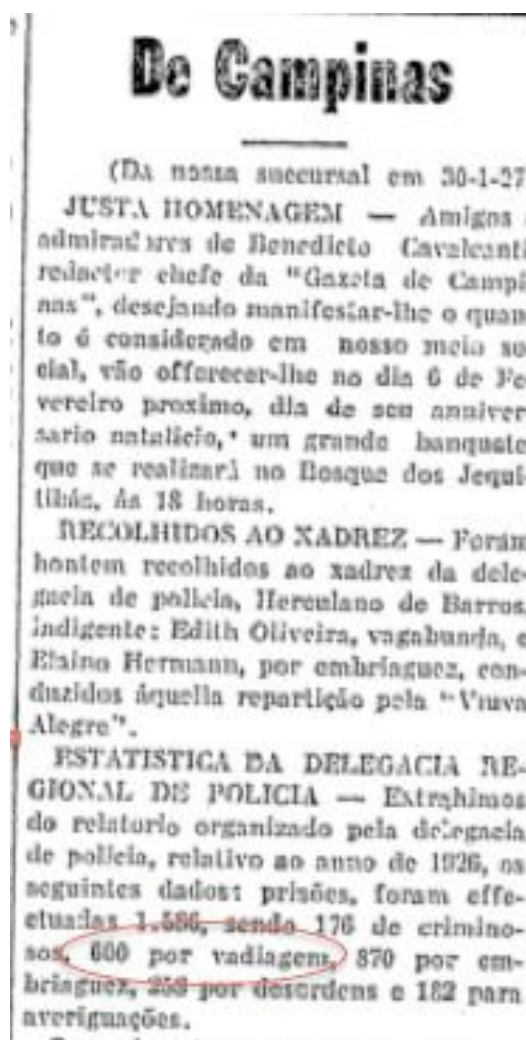 De Campinas
(Da nossa succursal em 30-1-27
JUSTA HOMENAGEM — Amigos
admiradores de Benedicto Cavalcanti
redactor chefe da "Gazeta de Campi
nas", desejando manifestar-lhe o quan
to é considerado em nosso meio so
cial, vão offerecer-lhe no dia 6 de Fe
vereiro proximo, dia de seu anniver
sario natalicio, um grande banquete
que se realizará no Bosque dos Jequi-
tibás, ás 18 horas.
RECOLHIDOS AO XADREZ — Foram
hontem recolhidos ao xadrez da dele-
gacia de policia, Herculano de Barros,
indigente; Edith Oliveira, vagabunda, e
Hermann, por embriaguez, con-
duzidos áquella repartição pela "Viuva
Alegre".
ESTATISTICA DA DELEGACIA RE-
GIONAL DE POLICIA — Extrahimos
do relatorio organizado pela delegacia
de policia, relativo ao anno de 1926, os
seguintes dados: prisões, foram effe-
ctuadas 1.586, sendo 176 de crimino-
sos, 600 por vadiagens, 870 por em-
briaguez, por desordens e 182 para
averiguações.